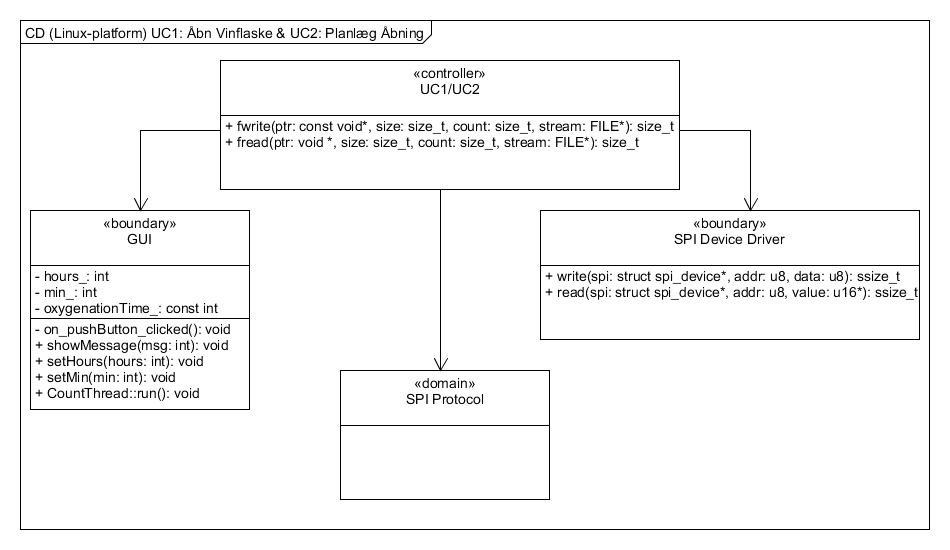 CD (Linux-platform) UC1: Åbn Vinflaske & UC2: Planlæg Åbning
«controller»
UC1/UC2
+ fwrite(ptr: const void*, size: size_t, count: size_t, stream: FILE*): size_t
+ fread(ptr: void *, size: size_t, count: size_t, stream: FILE*): size_t
«boundary»
GUI
- hours_: int
- min_: int
- oxygenationTime_: const int
- on_pushButton_clicked(): void
+ showMessage(msg: int): void
+ setHours(hours: int): void
+ setMin(min: int): void
+ CountThread::run(): void
«boundary»
SPI Device Driver
+ write(spi: struct spi_device*, addr: u8, data: u8): ssize_t
+ read(spi: struct spi_device*, addr: u8, value: u16*): ssize_t
«domain»
SPI Protocol